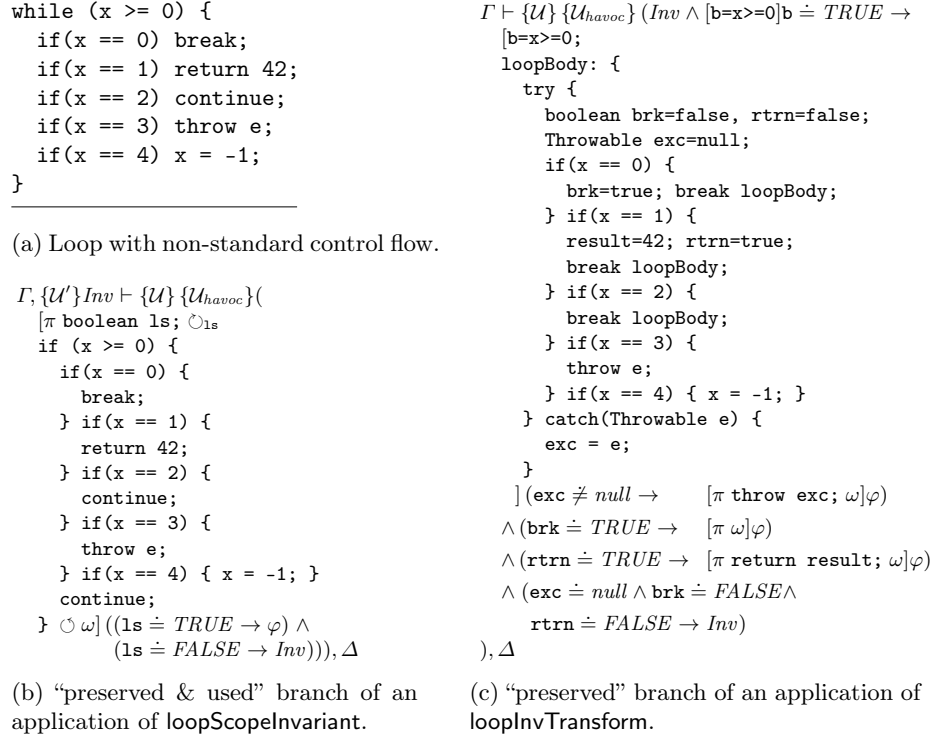 while (x >= 0) {
if(x == 0) break;
if(x == 1) return 42;
if(x == 2) continue;
if(x == 3) throw e;
if(x == 4) x = -1;
}
(a) Loop with non-standard control flow.
Γ, {𝒰′}Inv ⊢ {𝒰} {𝒰havoc}(
[π boolean ls; ↻ls
if (x >= 0) {
if(x == 0) {
break;
} if(x == 1) {
return 42;
} if(x == 2) {
continue;
} if(x == 3) {
throw e;
} if(x == 4) { x = -1; }
continue;
} ↺ ω] ((ls ≐ TRUE → φ) ∧
(ls ≐ FALSE → Inv))), Δ
(b) “preserved & used” branch of an
application of loopScopeInvariant.
Γ ⊢ {𝒰} {𝒰havoc} (Inv ∧ [b=x>=0]b ≐ TRUE →
[b=x>=0;
loopBody: {
try {
boolean brk=false, rtrn=false;
Throwable exc=null;
if(x == 0) {
brk=true; break loopBody;
} if(x == 1) {
result=42; rtrn=true;
break loopBody;
} if(x == 2) {
break loopBody;
} if(x == 3) {
throw e;
} if(x == 4) { x = -1; }
} catch(Throwable e) {
exc = e;
}
] (exc ≐̸ null → [π throw exc; ω]φ)
∧ (brk ≐ TRUE → [π ω]φ)
∧ (rtrn ≐ TRUE → [π return result; ω]φ)
∧ (exc ≐ null ∧ brk ≐ FALSE∧
rtrn ≐ FALSE → Inv)
), Δ
(c) “preserved” branch of an application of
loopInvTransform.